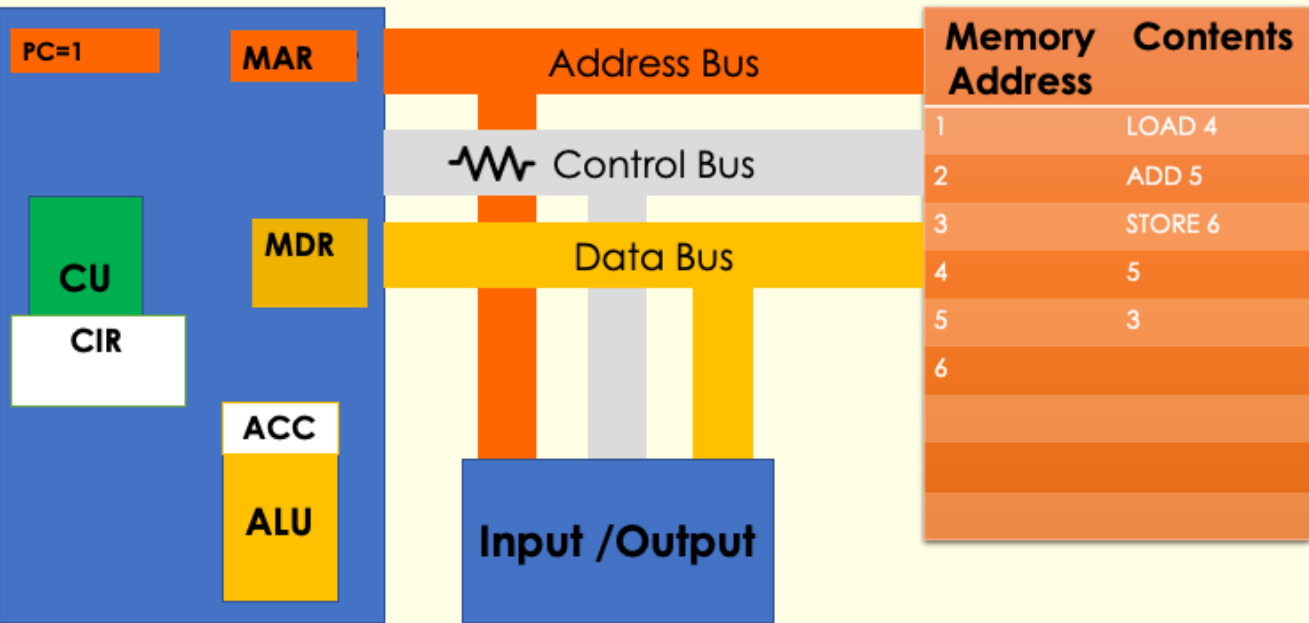 PC=1
MAR
Address Bus
Control Bus
MDR
Data Bus
CU
CIR
ACC
ALU
Input /Output
Memory Contents
Address
1 LOAD 4
2 ADD 5
3 STORE 6
4 5
5 3
6